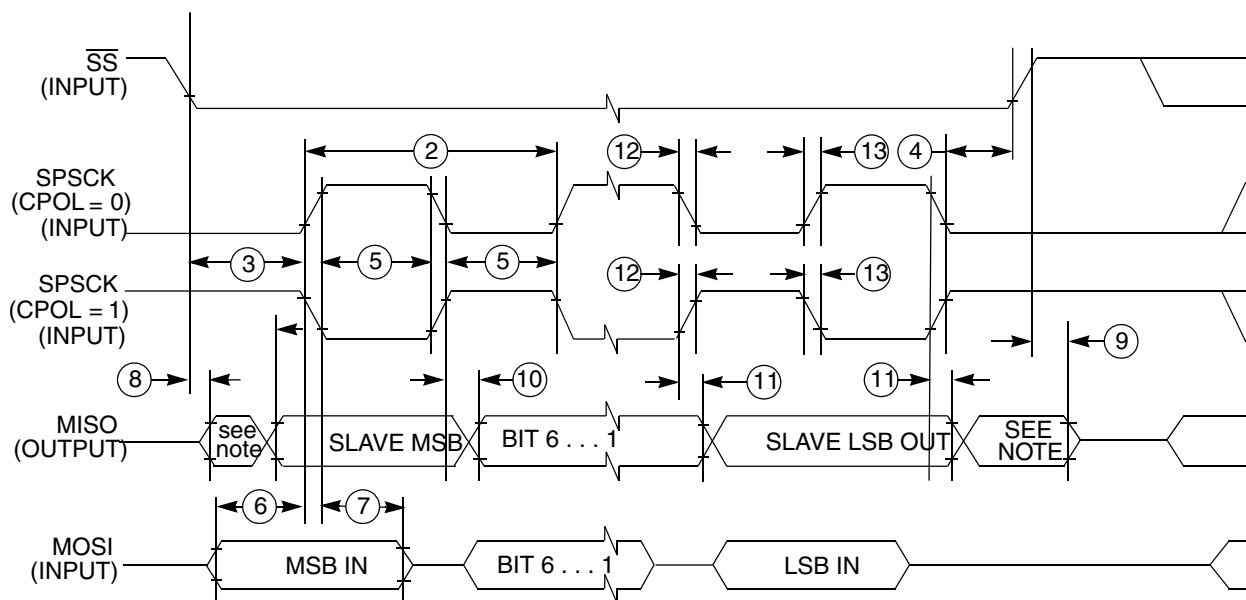 SS
(INPUT)
2
12
13
4
SPSCK
(CPOL = 0)
(INPUT)
3
5
5
12
13
SPSCK
(CPOL = 1)
(INPUT)
8
10
11
11
9
MISO
(OUTPUT)
see
note
SLAVE MSB
BIT 6 . . . 1
SLAVE LSB OUT
SEE
NOTE
6
7
MOSI
(INPUT)
MSB IN
BIT 6 . . . 1
LSB IN